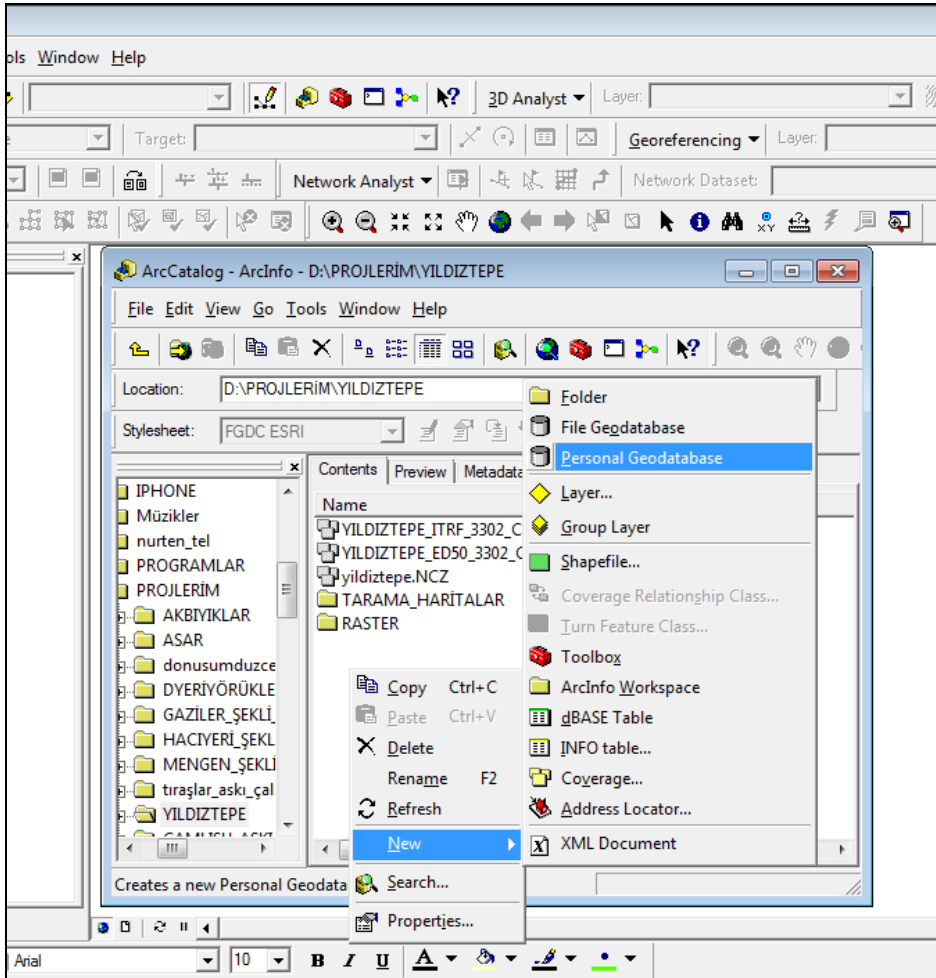 ols Window Help
3D Analyst Layer:
Target: Georeferencing Layer:
Network Analyst Network Dataset:
ArcCatalog - ArcInfo - D:\PROJLERİM\YILDIZTEPE
File Edit View Go Tools Window Help
Location: D:\PROJLERİM\YILDIZTEPE
Stylesheet: FGDC ESRI
IPHONE
Müzikler
nurten_tel
PROGRAMLAR
PROJLERİM
AKBIYIKLAR
ASAR
donusumduzce
DYERİYÖRÜKLE
GAZİLER_ŞEKLİ_
HACIYERİ_ŞEKL
MENGEN_ŞEKLİ
tıraşlar_askı_çal
YILDIZTEPE
Contents Preview Metadata
Name
YILDIZTEPE_ITRF_3302_C
YILDIZTEPE_ED50_3302_C
yildiztepe.NCZ
TARAMA_HARİTALAR
RASTER
Copy Ctrl+C
Paste Ctrl+V
Delete
Rename F2
Refresh
New
Search...
Properties...
Folder
File Geodatabase
Personal Geodatabase
Layer...
Group Layer
Shapefile...
Coverage Relationship Class...
Turn Feature Class...
Toolbox
ArcInfo Workspace
dBASE Table
INFO table...
Coverage...
Address Locator...
XML Document
Creates a new Personal Geodata
Arial 10 B I U A